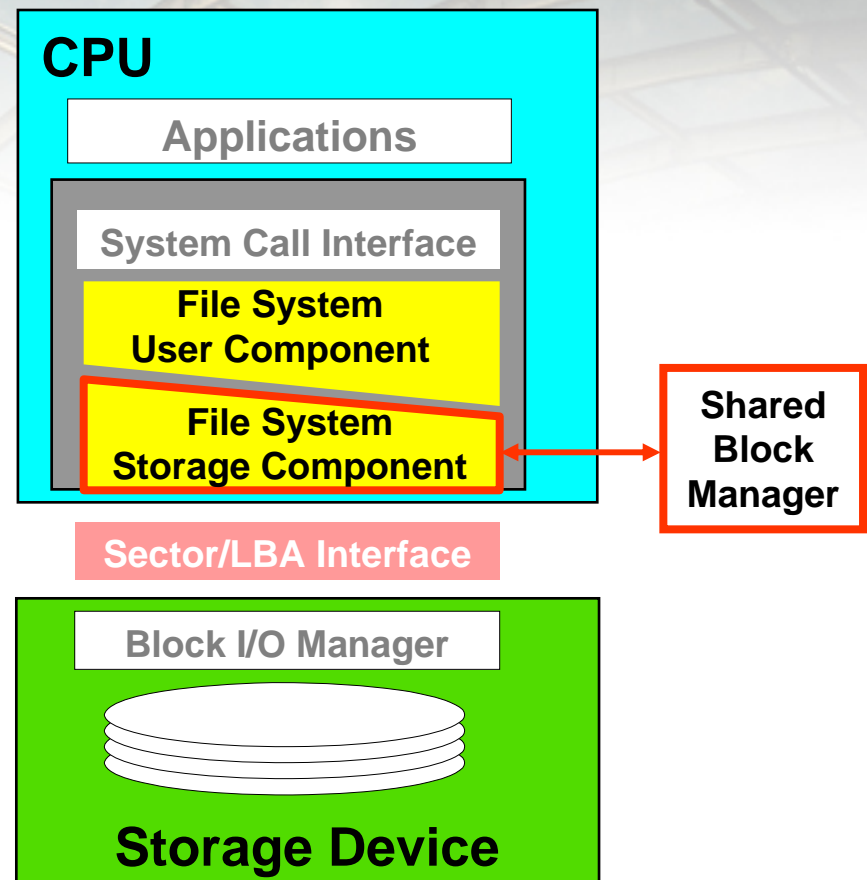 CPU
Applications
System Call Interface
File System
User Component
File System
Storage Component
Shared
Block
Manager
Sector/LBA Interface
Block I/O Manager
Storage Device